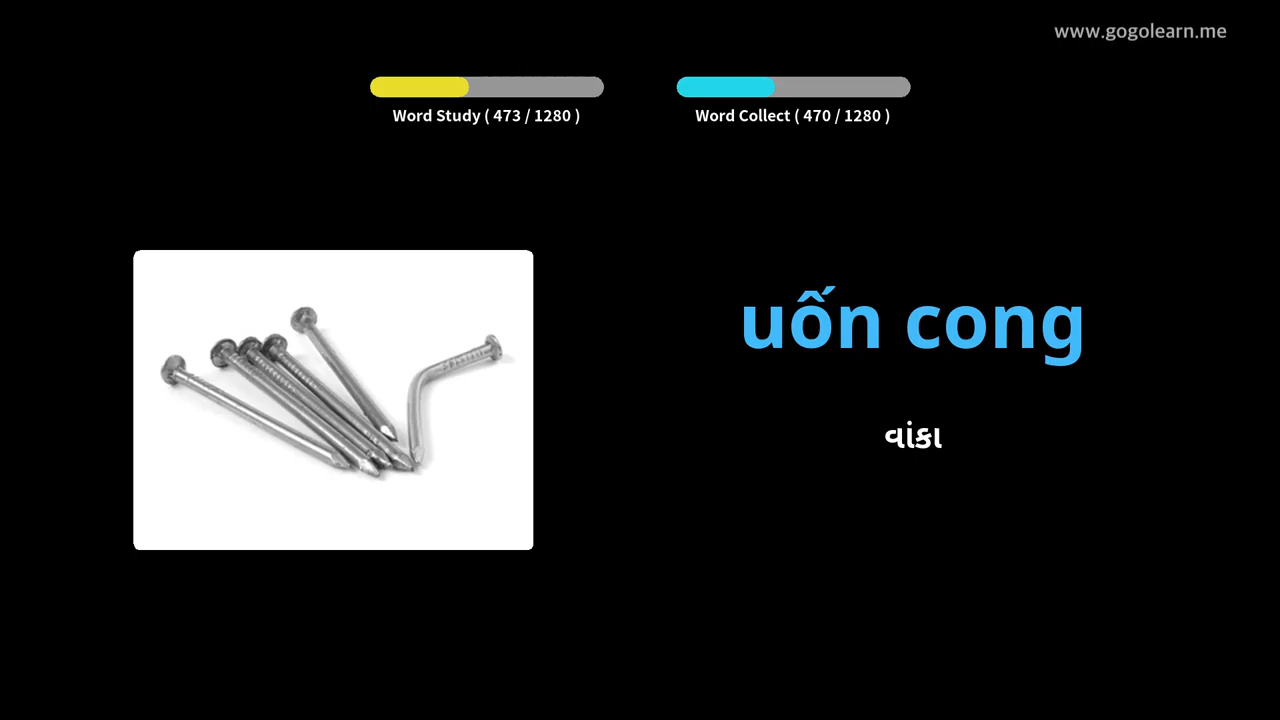 www.gogolearn.me
Word Study ( 473 / 1280 )
Word Collect ( 470 / 1280 )
uốn cong
વાંકા